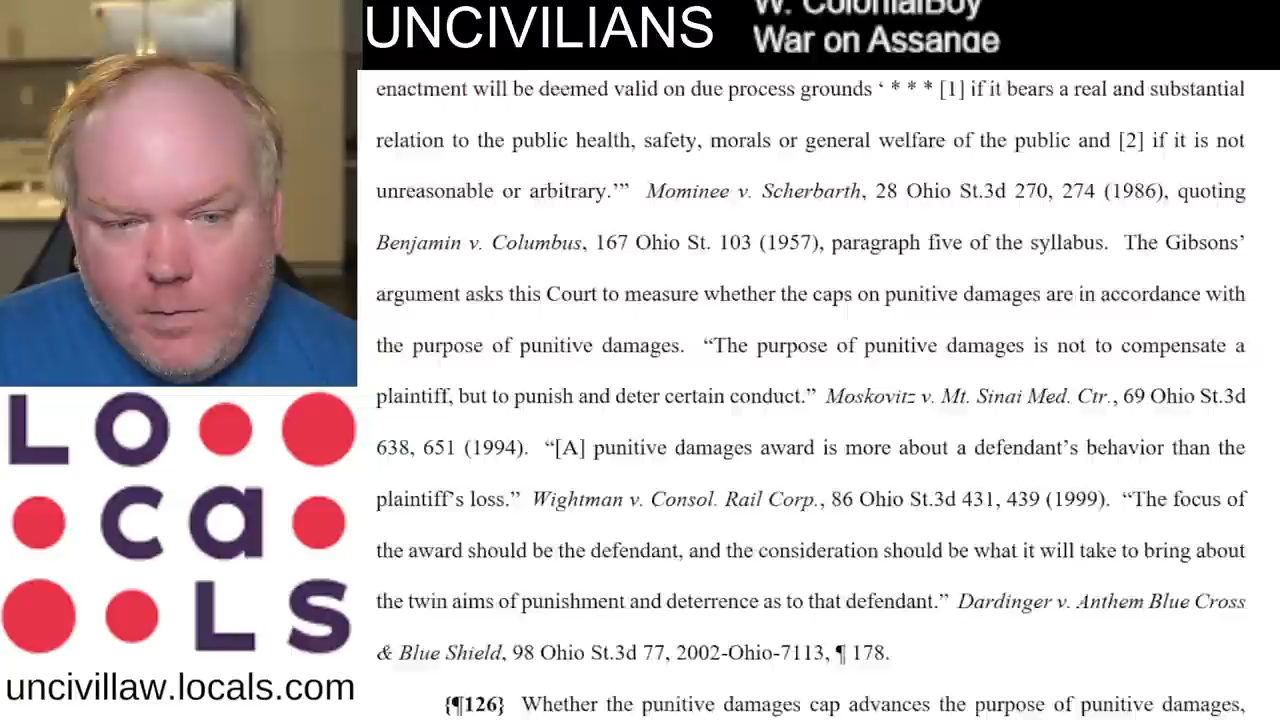 UNCIVILIANS
W. ColonialBoy
War on Assange
enactment will be deemed valid on due process grounds ‘ * * * [1] if it bears a real and substantial
relation to the public health, safety, morals or general welfare of the public and [2] if it is not
unreasonable or arbitrary.’” Mominee v. Scherbarth, 28 Ohio St.3d 270, 274 (1986), quoting
Benjamin v. Columbus, 167 Ohio St. 103 (1957), paragraph five of the syllabus. The Gibsons’
argument asks this Court to measure whether the caps on punitive damages are in accordance with
the purpose of punitive damages. “The purpose of punitive damages is not to compensate a
plaintiff, but to punish and deter certain conduct.” Moskovitz v. Mt. Sinai Med. Ctr., 69 Ohio St.3d
638, 651 (1994). “[A] punitive damages award is more about a defendant’s behavior than the
plaintiff’s loss.” Wightman v. Consol. Rail Corp., 86 Ohio St.3d 431, 439 (1999). “The focus of
the award should be the defendant, and the consideration should be what it will take to bring about
the twin aims of punishment and deterrence as to that defendant.” Dardinger v. Anthem Blue Cross
& Blue Shield, 98 Ohio St.3d 77, 2002-Ohio-7113, ¶ 178.
{¶126} Whether the punitive damages cap advances the purpose of punitive damages,
LO
ca
LS
uncivillaw.locals.com